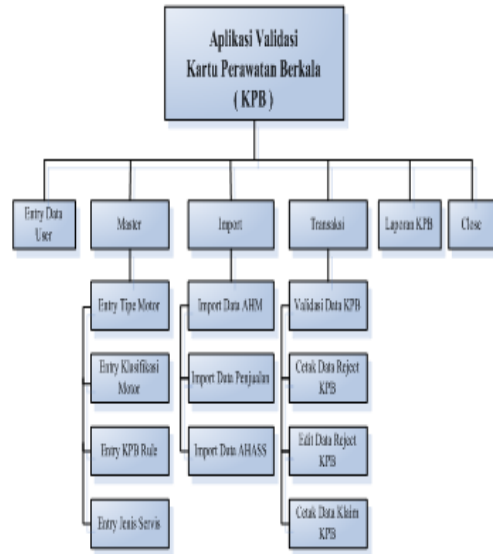 Aplikasi Validasi
Kartu Perawatan Berkala
( KPB )
Entry Data
User
Master
Import
Transaksi
Laporan KPB
Close
Entry Tipe Motor
Entry Klasifikasi
Motor
Entry KPB Rule
Entry Jenis Servis
Import Data AHM
Import Data Penjualan
Import Data AHASS
Validasi Data KPB
Cetak Data Reject
KPB
Edit Data Reject
KPB
Cetak Data Klaim
KPB